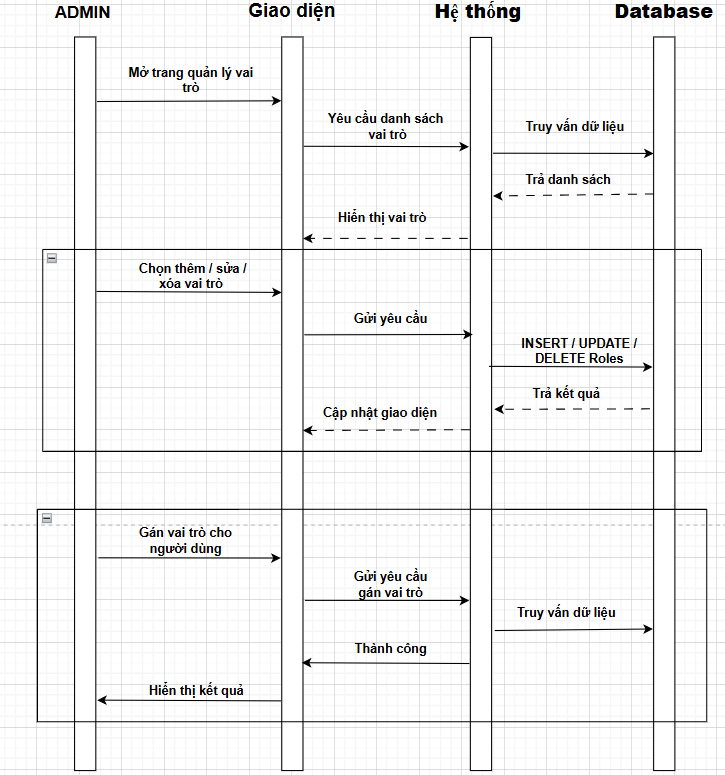 ADMIN
Giao diện
Hệ thống
Database
Mở trang quản lý vai
trò
Yêu cầu danh sách
vai trò
Truy vấn dữ liệu
Trả danh sách
Hiển thị vai trò
Chọn thêm / sửa /
xóa vai trò
Gửi yêu cầu
INSERT / UPDATE /
DELETE Roles
Trả kết quả
Cập nhật giao diện
Gán vai trò cho
người dùng
Gửi yêu cầu
gán vai trò
Truy vấn dữ liệu
Thành công
Hiển thị kết quả